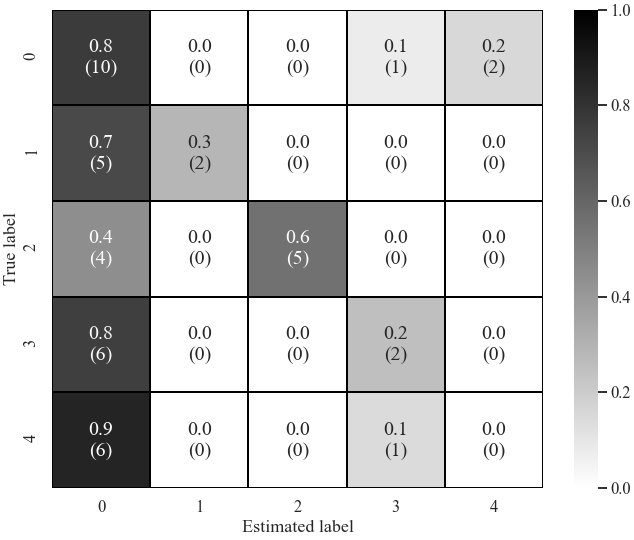 0.8 0.0 0.0 0.1 0.2 1.0
0 (10) (0) (0) (1) (2)
0.8
0.7 0.3 0.0 0.0 0.0
1 (5) (2) (0) (0) (0)
0.6
True label
0.4 0.0 0.6 0.0 0.0
2 (4) (0) (5) (0) (0)
0.4
0.8 0.0 0.0 0.2 0.0
3 (6) (0) (0) (2) (0)
0.2
0.9 0.0 0.0 0.1 0.0
4 (6) (0) (0) (1) (0)
0.0
0 1 2 3 4
Estimated label